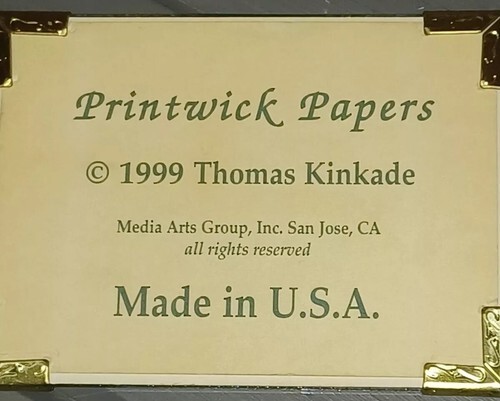 Printwick Papers
© 1999 Thomas Kinkade
Media Arts Group, Inc. San Jose, CA
all rights reserved
Made in U.S.A.